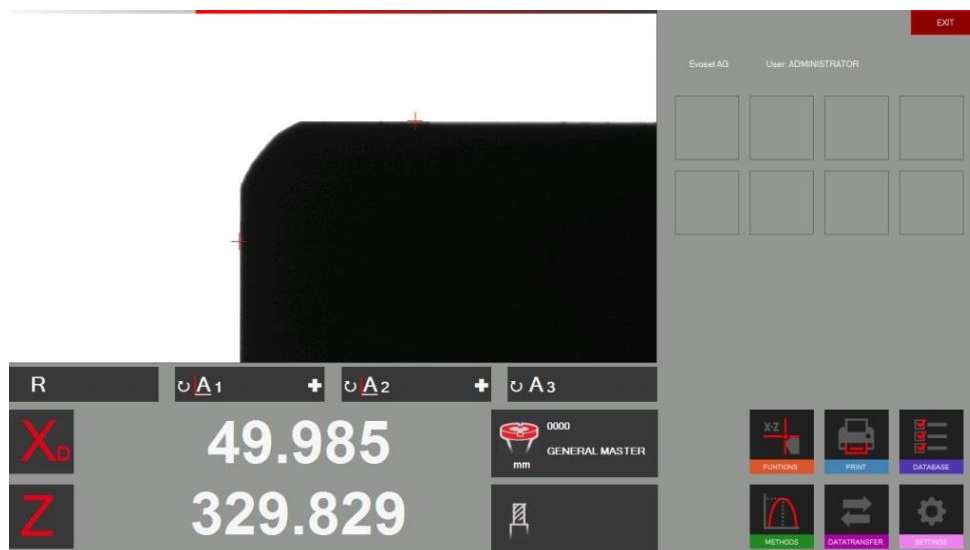 EXIT
Evoset AG User: ADMINISTRATOR
R
A1
A2
A3
XD 49.985
0000
GENERAL MASTER
mm
Z 329.829
X-Z
FUNTIONS
PRINT
DATABASE
METHODS
DATATRANSFER
SETTINGS